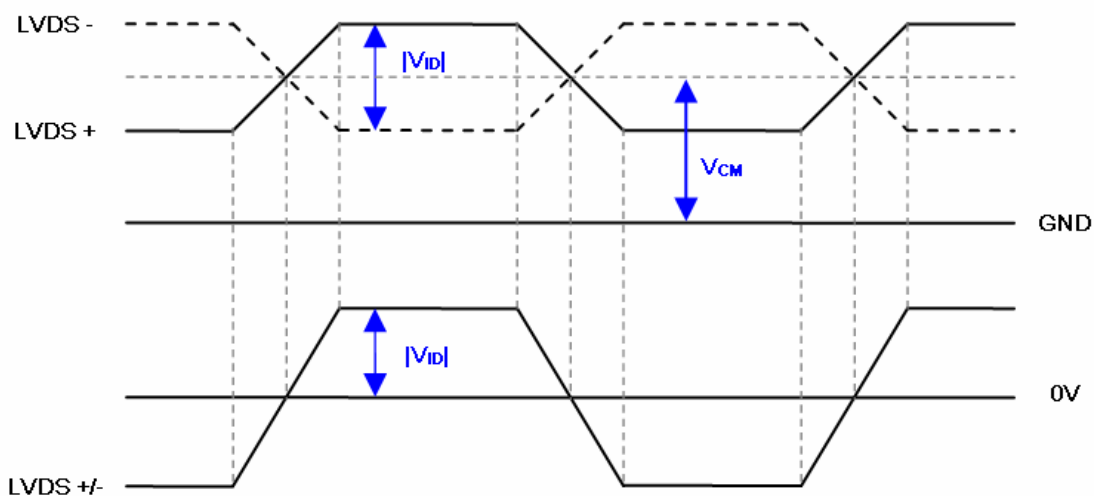 LVDS -
|VID|
LVDS +
VCM
GND
|VID|
0V
LVDS +/-